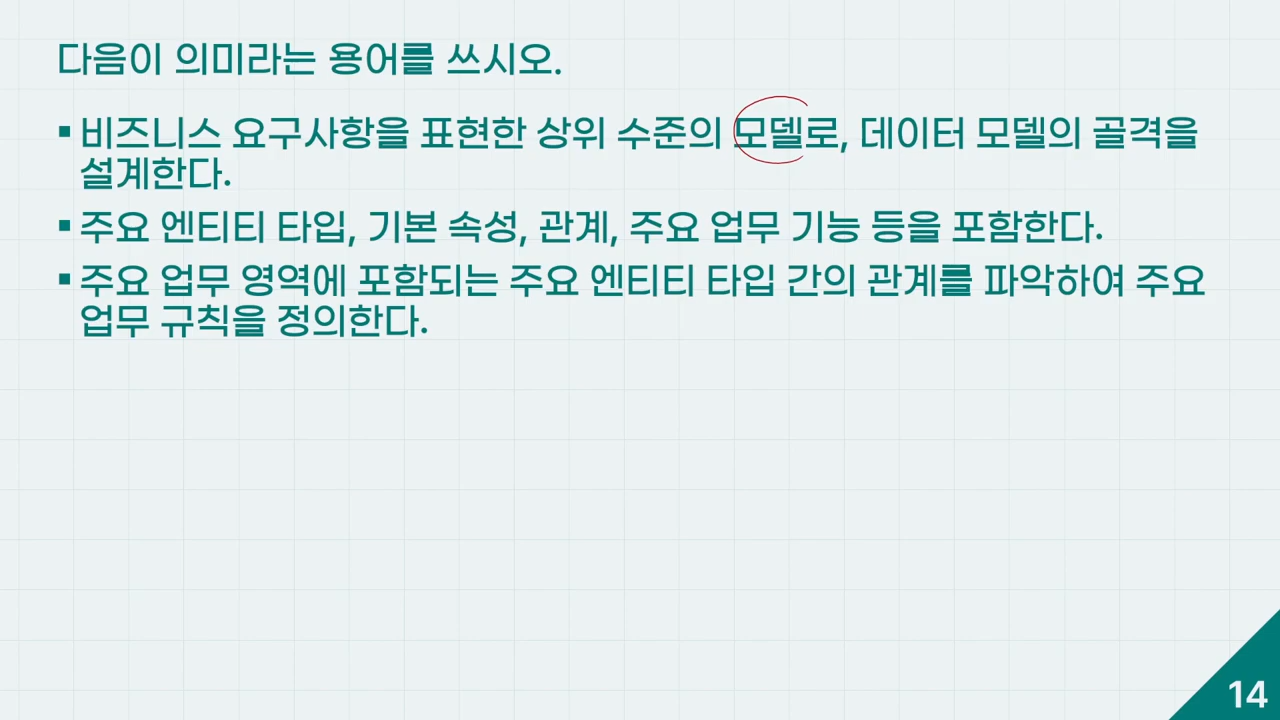 다음이 의미라는 용어를 쓰시오.
▪ 비즈니스 요구사항을 표현한 상위 수준의 모델로, 데이터 모델의 골격을
설계한다.
▪ 주요 엔티티 타입, 기본 속성, 관계, 주요 업무 기능 등을 포함한다.
▪ 주요 업무 영역에 포함되는 주요 엔티티 타입 간의 관계를 파악하여 주요
업무 규칙을 정의한다.
14